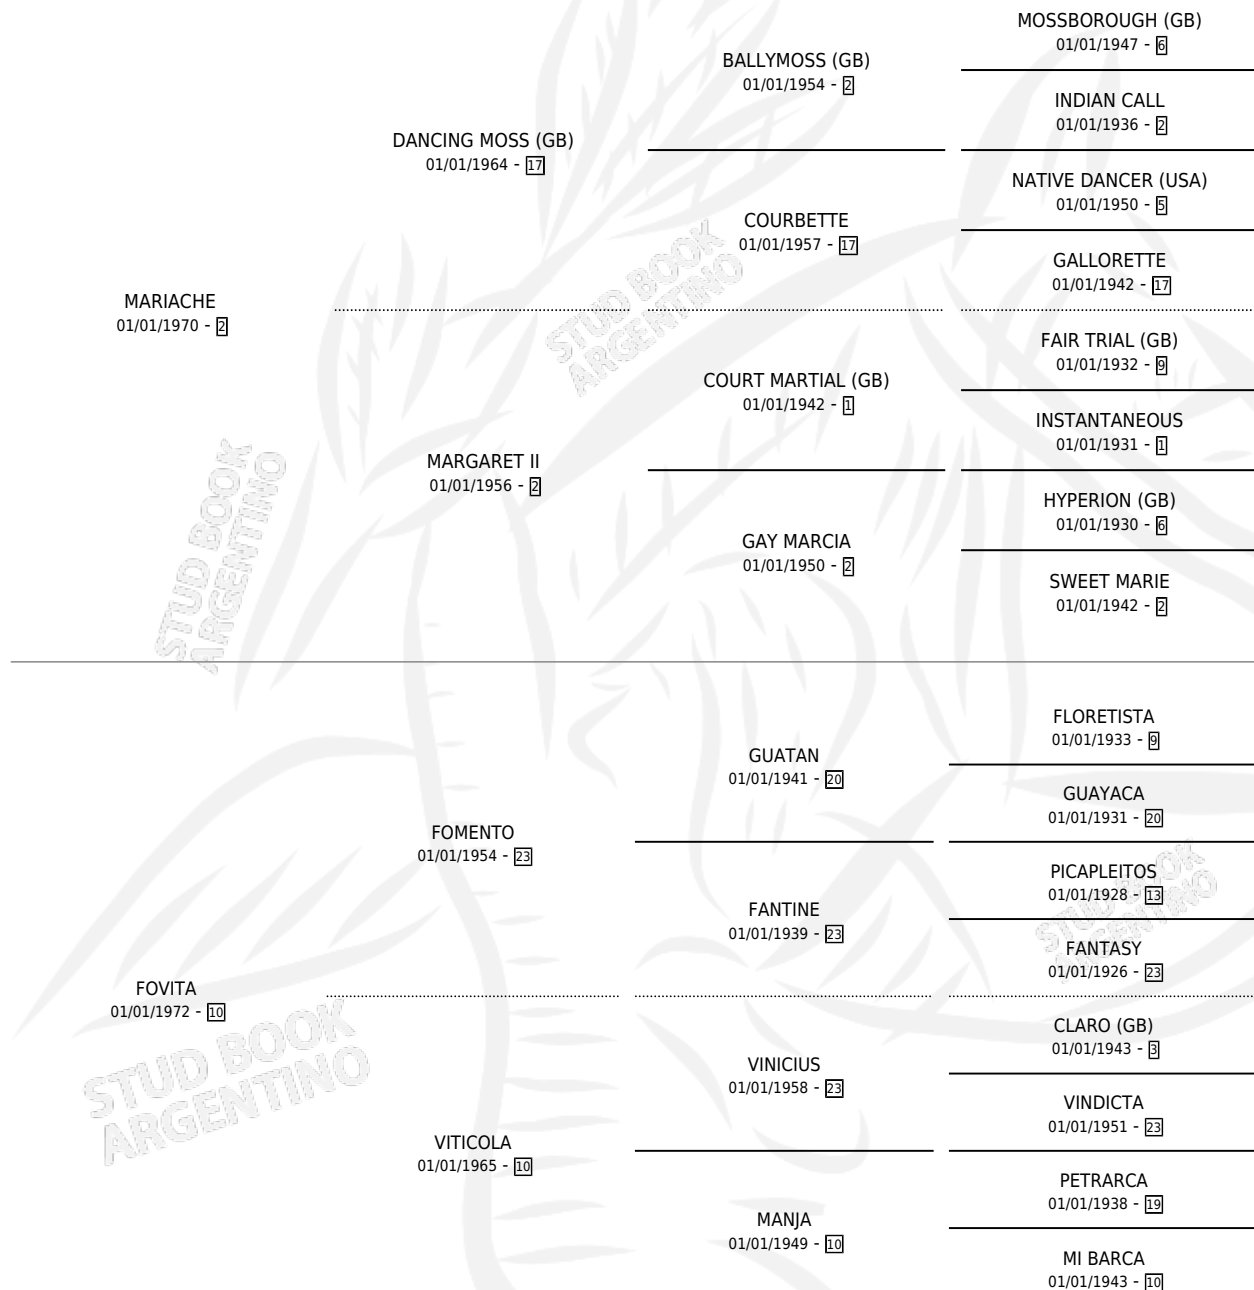 MOSSBOROUGH (GB)
01/01/1947 - 6
BALLYMOSS (GB)
01/01/1954 - 2
INDIAN CALL
01/01/1936 - 2
DANCING MOSS (GB)
01/01/1964 - 17
NATIVE DANCER (USA)
01/01/1950 - 5
COURBETTE
01/01/1957 - 17
GALLORETTE
01/01/1942 - 17
MARIACHE
01/01/1970 - 2
STUD BOOK
ARGENTINO
FAIR TRIAL (GB)
01/01/1932 - 9
COURT MARTIAL (GB)
01/01/1942 - 1
INSTANTANEOUS
01/01/1931 - 1
MARGARET II
01/01/1956 - 2
HYPERION (GB)
01/01/1930 - 6
GAY MARCIA
01/01/1950 - 2
SWEET MARIE
01/01/1942 - 2
STUD BOOK
ARGENTINO
FLORETISTA
01/01/1933 - 9
GUATAN
01/01/1941 - 20
GUAYACA
01/01/1931 - 20
FOMENTO
01/01/1954 - 23
PICAPLEITOS
01/01/1928 - 13
FANTINE
01/01/1939 - 23
FANTASY
01/01/1926 - 23
STUD BOOK
ARGENTINO
FOVITA
01/01/1972 - 10
CLARO (GB)
01/01/1943 - 3
VINICIUS
01/01/1958 - 23
VINDICTA
01/01/1951 - 23
STUD BOOK
ARGENTINO
VITICOLA
01/01/1965 - 10
PETRARCA
01/01/1938 - 19
MANJA
01/01/1949 - 10
MI BARCA
01/01/1943 - 10